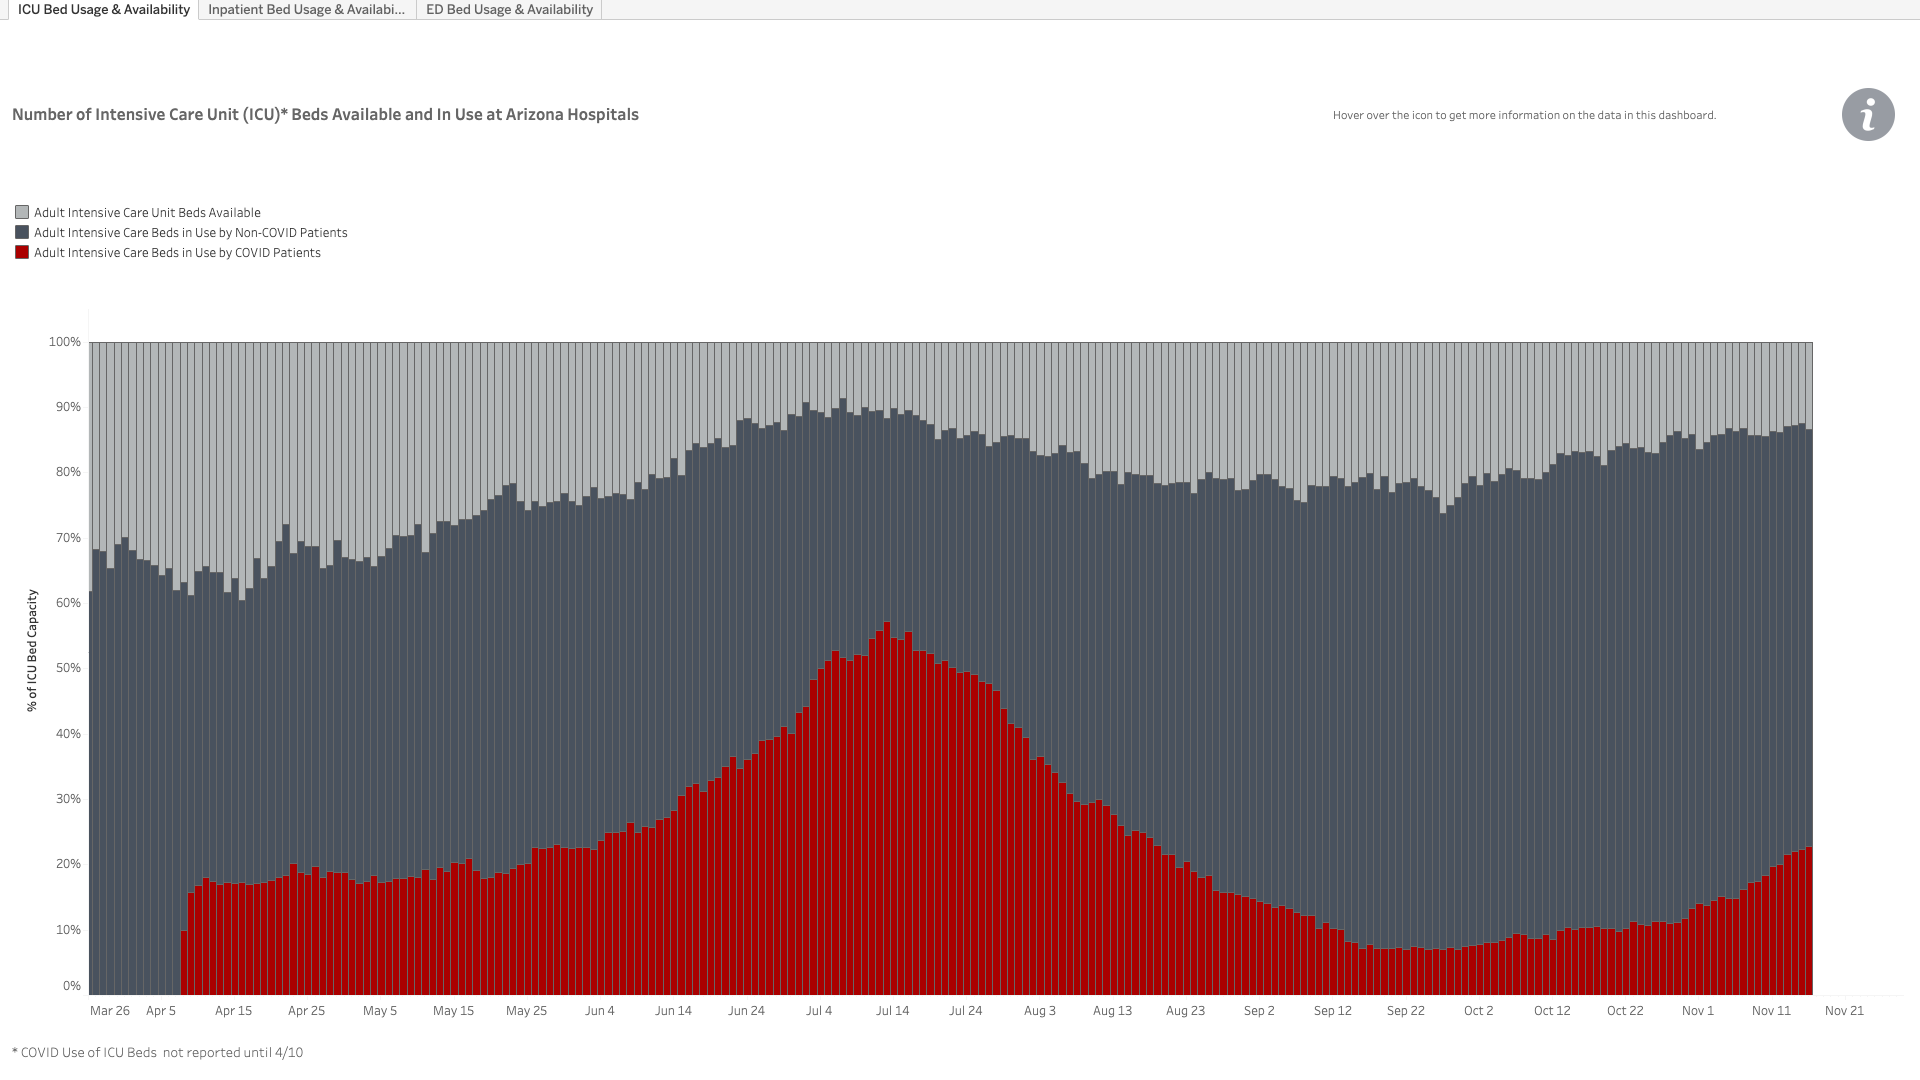 ICU Bed Usage & Availability
Inpatient Bed Usage & Availabi...
ED Bed Usage & Availability
Number of Intensive Care Unit (ICU)* Beds Available and In Use at Arizona Hospitals
Hover over the icon to get more information on the data in this dashboard.
i
Adult Intensive Care Unit Beds Available
Adult Intensive Care Beds in Use by Non-COVID Patients
Adult Intensive Care Beds in Use by COVID Patients
% of ICU Bed Capacity
100%
90%
80%
70%
60%
50%
40%
30%
20%
10%
0%
Mar 26 Apr 5 Apr 15 Apr 25 May 5 May 15 May 25 Jun 4 Jun 14 Jun 24 Jul 4 Jul 14 Jul 24 Aug 3 Aug 13 Aug 23 Sep 2 Sep 12 Sep 22 Oct 2 Oct 12 Oct 22 Nov 1 Nov 11 Nov 21
* COVID Use of ICU Beds  not reported until 4/10